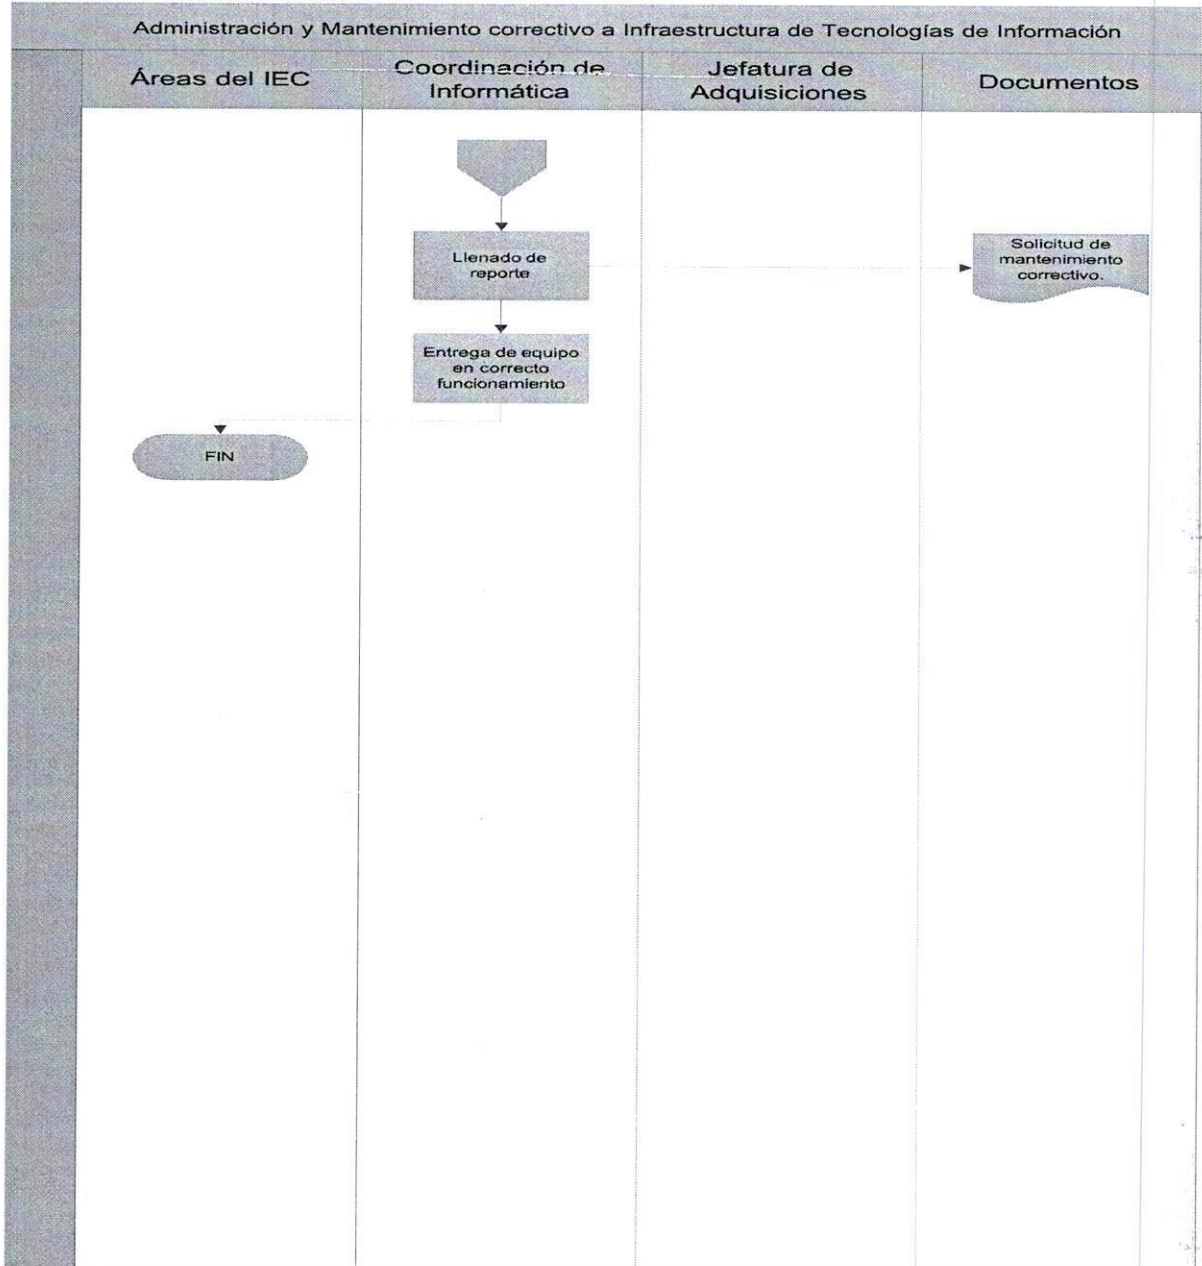 Administración y Mantenimiento correctivo a Infraestructura de Tecnologías de Información
Áreas del IEC
Coordinación de
Informática
Jefatura de
Adquisiciones
Documentos
Llenado de
reporte
Solicitud de
mantenimiento
correctivo.
Entrega de equipo
en correcto
funcionamiento
FIN